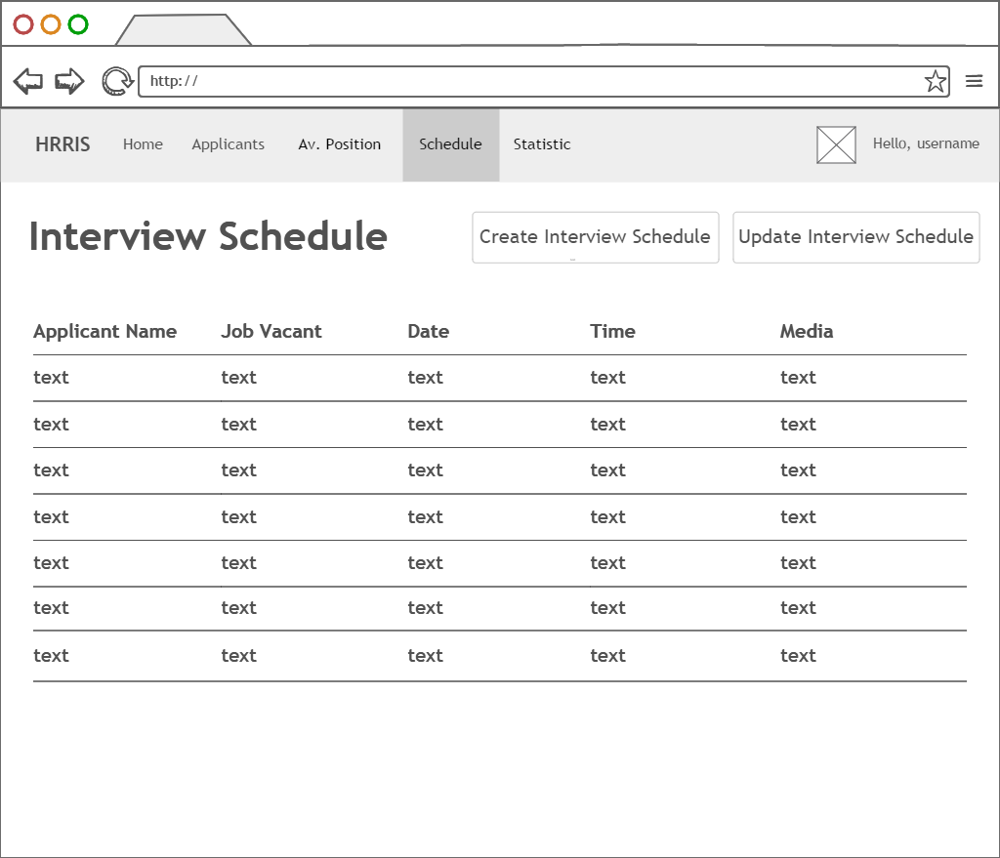 http://
HRRIS Home Applicants Av. Position Schedule Statistic Hello, username
Interview Schedule Create Interview Schedule Update Interview Schedule
Applicant Name Job Vacant Date Time Media
text text text text text
text text text text text
text text text text text
text text text text text
text text text text text
text text text text text
text text text text text